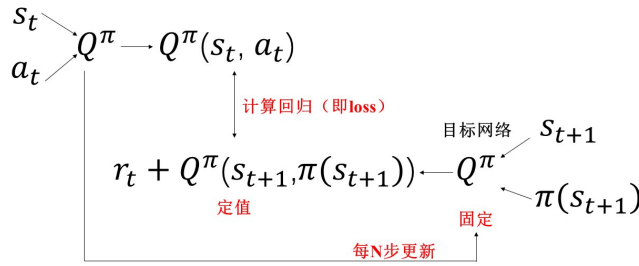 s_t
a_t
Q^π
Q^π(s_t, a_t)
计算回归（即loss）
目标网络
s_{t+1}
r_t + Q^π(s_{t+1},π(s_{t+1}))
Q^π
π(s_{t+1})
定值
固定
每N步更新